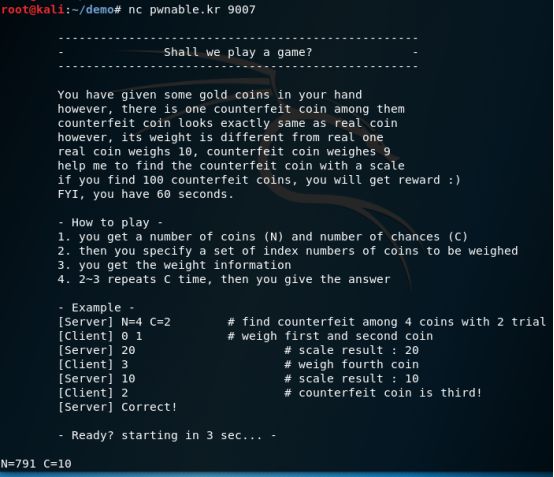 root@kali:~/demo# nc pwnable.kr 9007
---------------------------------------------------
- Shall we play a game? -
---------------------------------------------------
You have given some gold coins in your hand
however, there is one counterfeit coin among them
counterfeit coin looks exactly same as real coin
however, its weight is different from real one
real coin weighs 10, counterfeit coin weighes 9
help me to find the counterfeit coin with a scale
if you find 100 counterfeit coins, you will get reward :)
FYI, you have 60 seconds.
- How to play -
1. you get a number of coins (N) and number of chances (C)
2. then you specify a set of index numbers of coins to be weighed
3. you get the weight information
4. 2~3 repeats C time, then you give the answer
- Example -
[Server] N=4 C=2 # find counterfeit among 4 coins with 2 trial
[Client] 0 1 # weigh first and second coin
[Server] 20 # scale result : 20
[Client] 3 # weigh fourth coin
[Server] 10 # scale result : 10
[Client] 2 # counterfeit coin is third!
[Server] Correct!
- Ready? starting in 3 sec... -
N=791 C=10